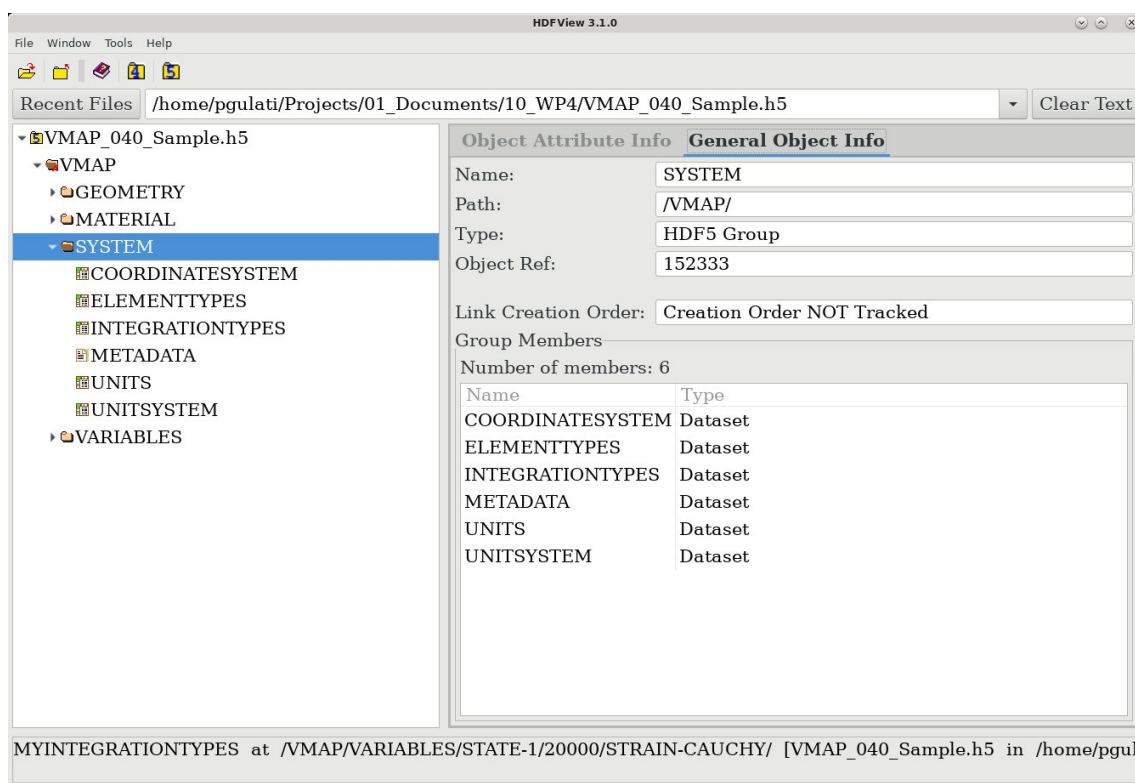 HDFView 3.1.0
File Window Tools Help
4 5
Recent Files /home/pgulati/Projects/01_Documents/10_WP4/VMAP_040_Sample.h5 Clear Text
5 VMAP_040_Sample.h5
VMAP
GEOMETRY
MATERIAL
SYSTEM
COORDINATESYSTEM
ELEMENTTYPES
INTEGRATIONTYPES
METADATA
UNITS
UNITSYSTEM
VARIABLES
Object Attribute Info General Object Info
Name: SYSTEM
Path: /VMAP/
Type: HDF5 Group
Object Ref: 152333
Link Creation Order: Creation Order NOT Tracked
Group Members
Number of members: 6
Name Type
COORDINATESYSTEM Dataset
ELEMENTTYPES Dataset
INTEGRATIONTYPES Dataset
METADATA Dataset
UNITS Dataset
UNITSYSTEM Dataset
MYINTEGRATIONTYPES at /VMAP/VARIABLES/STATE-1/20000/STRAIN-CAUCHY/ [VMAP_040_Sample.h5 in /home/pgul